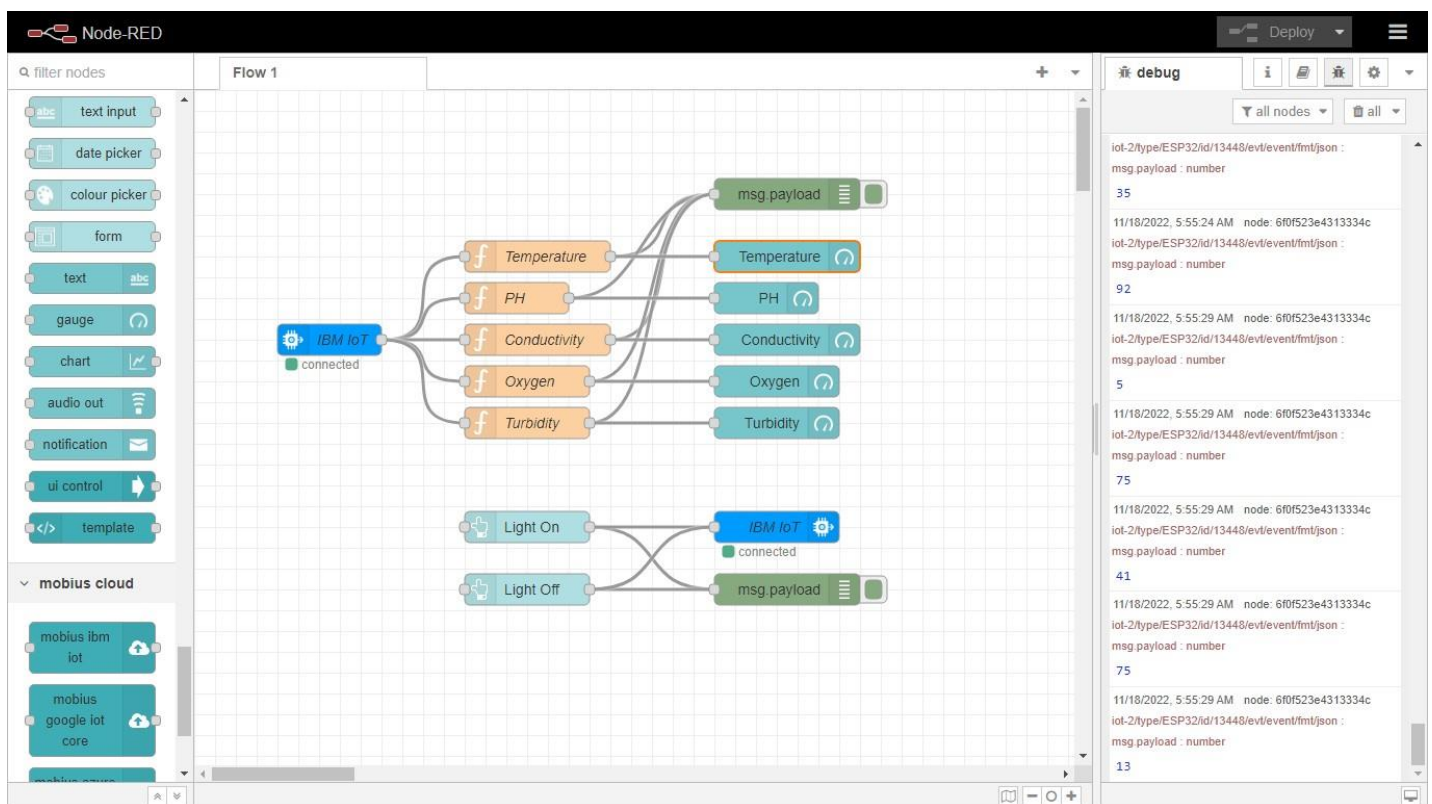 Node-RED
Deploy
filter nodes
Flow 1
debug
i
all nodes
all
abc text input
date picker
colour picker
form
text abc
gauge
chart
audio out
notification
ui control
</> template
mobius cloud
mobius ibm
iot
mobius
google iot
core
IBM IoT
connected
f Temperature
f PH
f Conductivity
f Oxygen
f Turbidity
msg.payload
Temperature
PH
Conductivity
Oxygen
Turbidity
Light On
Light Off
IBM IoT
connected
msg.payload
iot-2/type/ESP32/id/13448/evt/event/fmt/json :
msg.payload : number
35
11/18/2022, 5:55:24 AM node: 6f0f523e4313334c
iot-2/type/ESP32/id/13448/evt/event/fmt/json :
msg.payload : number
92
11/18/2022, 5:55:29 AM node: 6f0f523e4313334c
iot-2/type/ESP32/id/13448/evt/event/fmt/json :
msg.payload : number
5
11/18/2022, 5:55:29 AM node: 6f0f523e4313334c
iot-2/type/ESP32/id/13448/evt/event/fmt/json :
msg.payload : number
75
11/18/2022, 5:55:29 AM node: 6f0f523e4313334c
iot-2/type/ESP32/id/13448/evt/event/fmt/json :
msg.payload : number
41
11/18/2022, 5:55:29 AM node: 6f0f523e4313334c
iot-2/type/ESP32/id/13448/evt/event/fmt/json :
msg.payload : number
75
11/18/2022, 5:55:29 AM node: 6f0f523e4313334c
iot-2/type/ESP32/id/13448/evt/event/fmt/json :
msg.payload : number
13